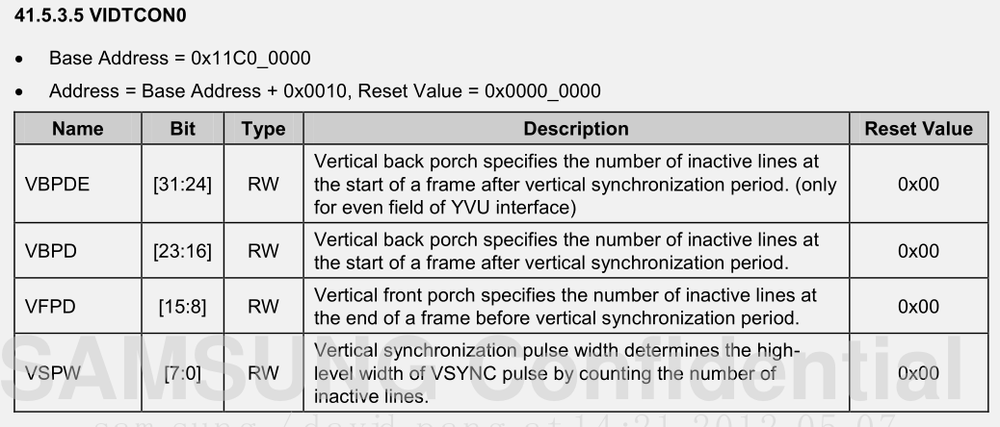 41.5.3.5 VIDTCON0
• Base Address = 0x11C0_0000
• Address = Base Address + 0x0010, Reset Value = 0x0000_0000
Name Bit Type Description Reset Value
VBPDE [31:24] RW Vertical back porch specifies the number of inactive lines at
the start of a frame after vertical synchronization period. (only
for even field of YVU interface) 0x00
VBPD [23:16] RW Vertical back porch specifies the number of inactive lines at
the start of a frame after vertical synchronization period. 0x00
VFPD [15:8] RW Vertical front porch specifies the number of inactive lines at
the end of a frame before vertical synchronization period. 0x00
VSPW [7:0] RW Vertical synchronization pulse width determines the high-
level width of VSYNC pulse by counting the number of
inactive lines. 0x00
SAMSUNG Confidential
at 14:21, 2012.05.07